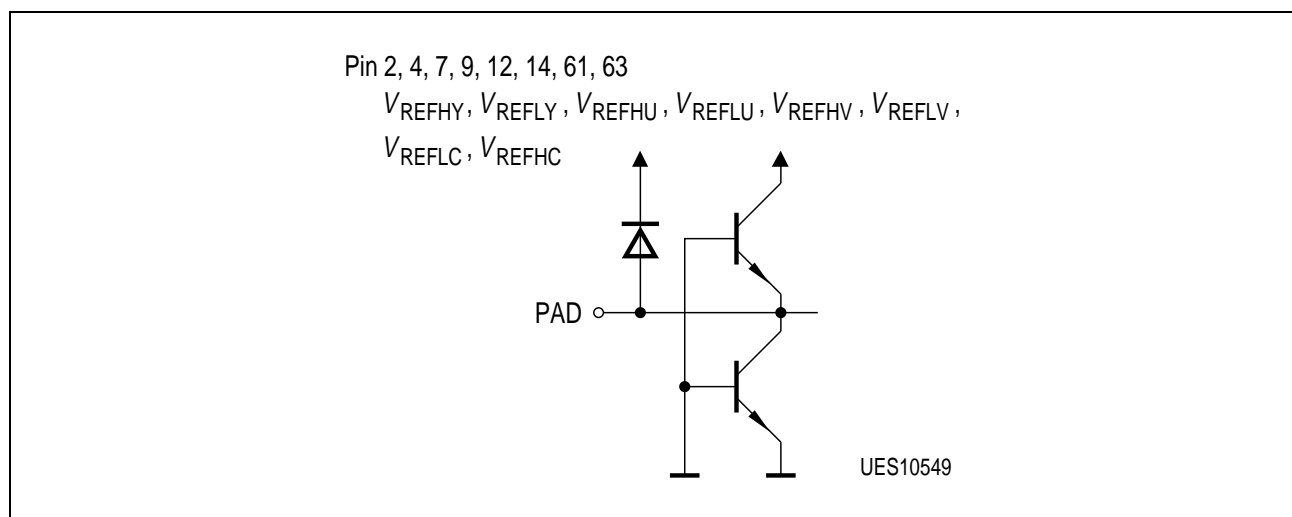 Pin 2, 4, 7, 9, 12, 14, 61, 63
VREFHY, VREFLY, VREFHU, VREFLU, VREFHV, VREFLV,
VREFLC, VREFHC
PAD
UES10549